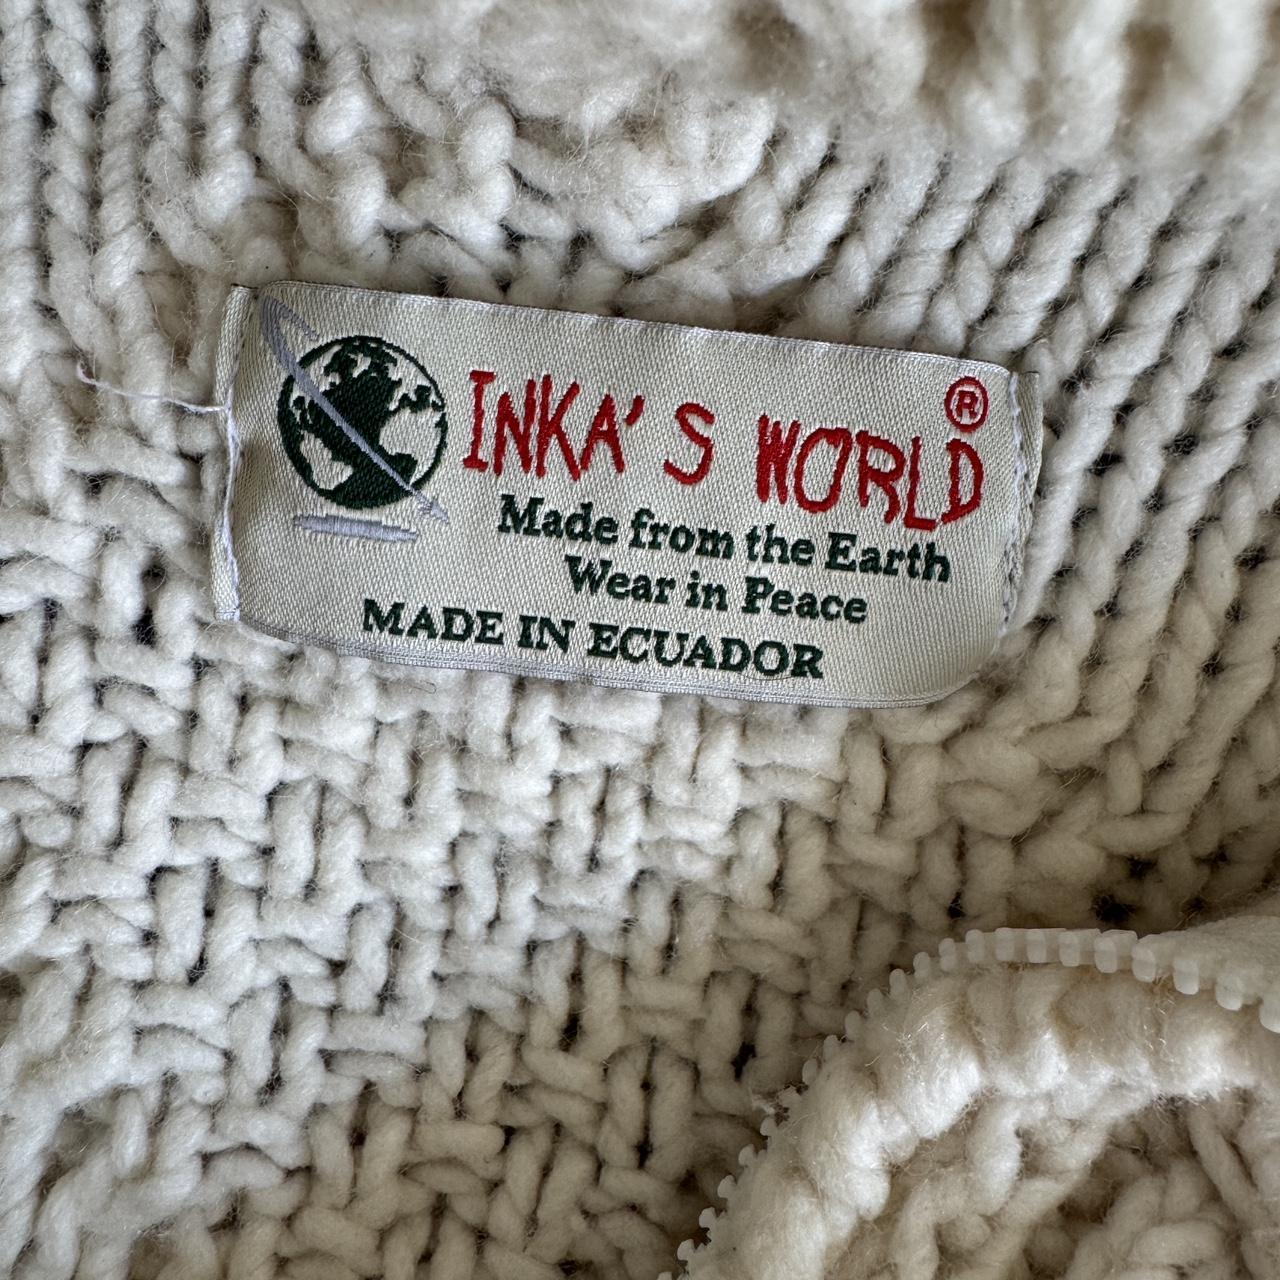 INKA'S WORLD ®
Made from the Earth
Wear in Peace
MADE IN ECUADOR